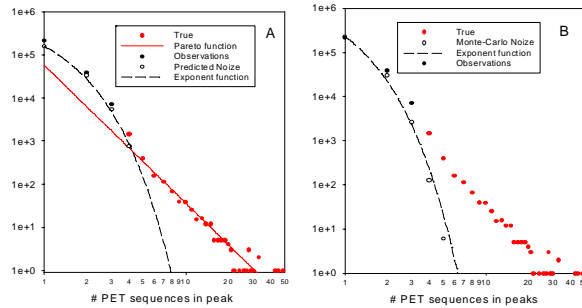 A
True
Pareto function
Observations
Predicted Noize
Exponent function
1e+6
1e+5
1e+4
1e+3
1e+2
1e+1
1e+0
1 2 3 4 5 6 7 8 9 10 20 30 40 50
# PET sequences in peak
B
True
Monte-Carlo Noize
Exponent function
Observations
1e+6
1e+5
1e+4
1e+3
1e+2
1e+1
1e+0
1 2 3 4 5 6 7 8 910 20 30 40 50
# PET sequences in peak